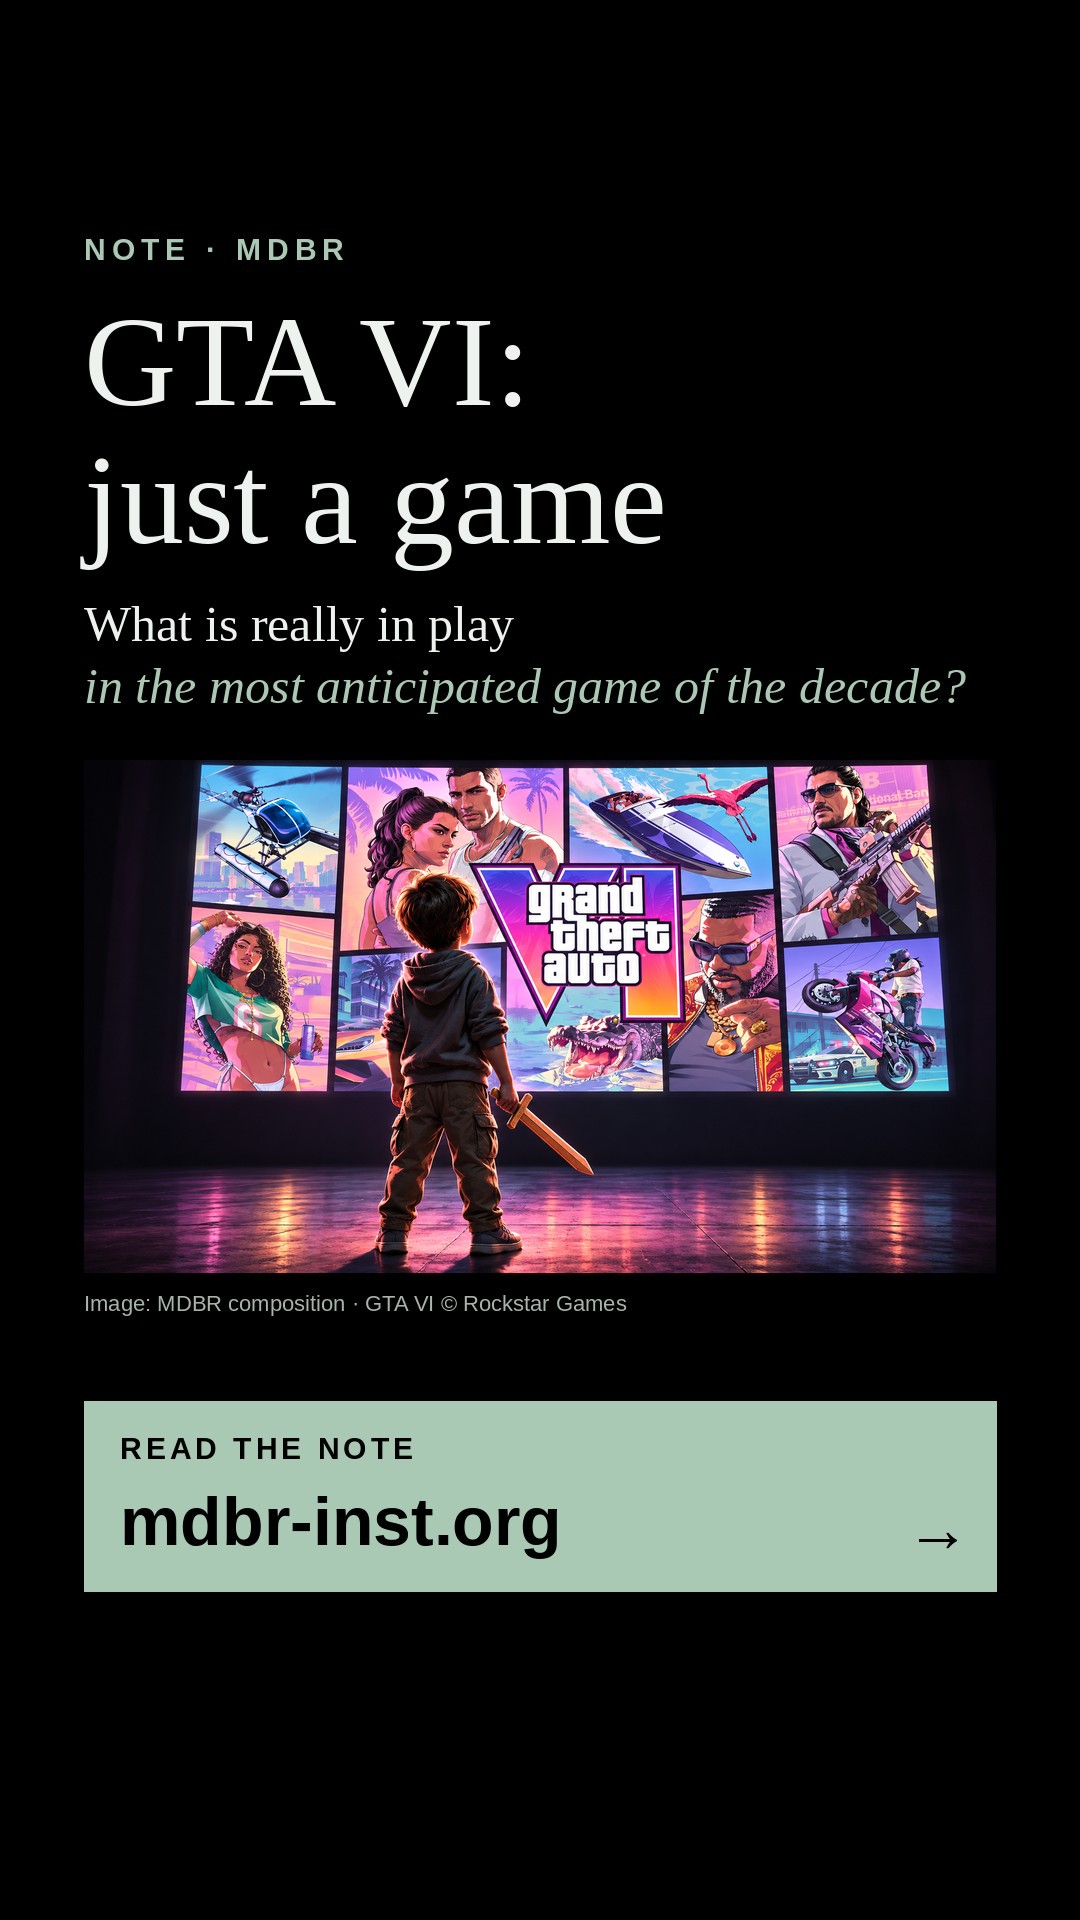 NOTE · MDBR
GTA VI:
just a game
What is really in play
in the most anticipated game of the decade?
grand
theft
auto
VI
Image: MDBR composition · GTA VI © Rockstar Games
READ THE NOTE
mdbr-inst.org
→